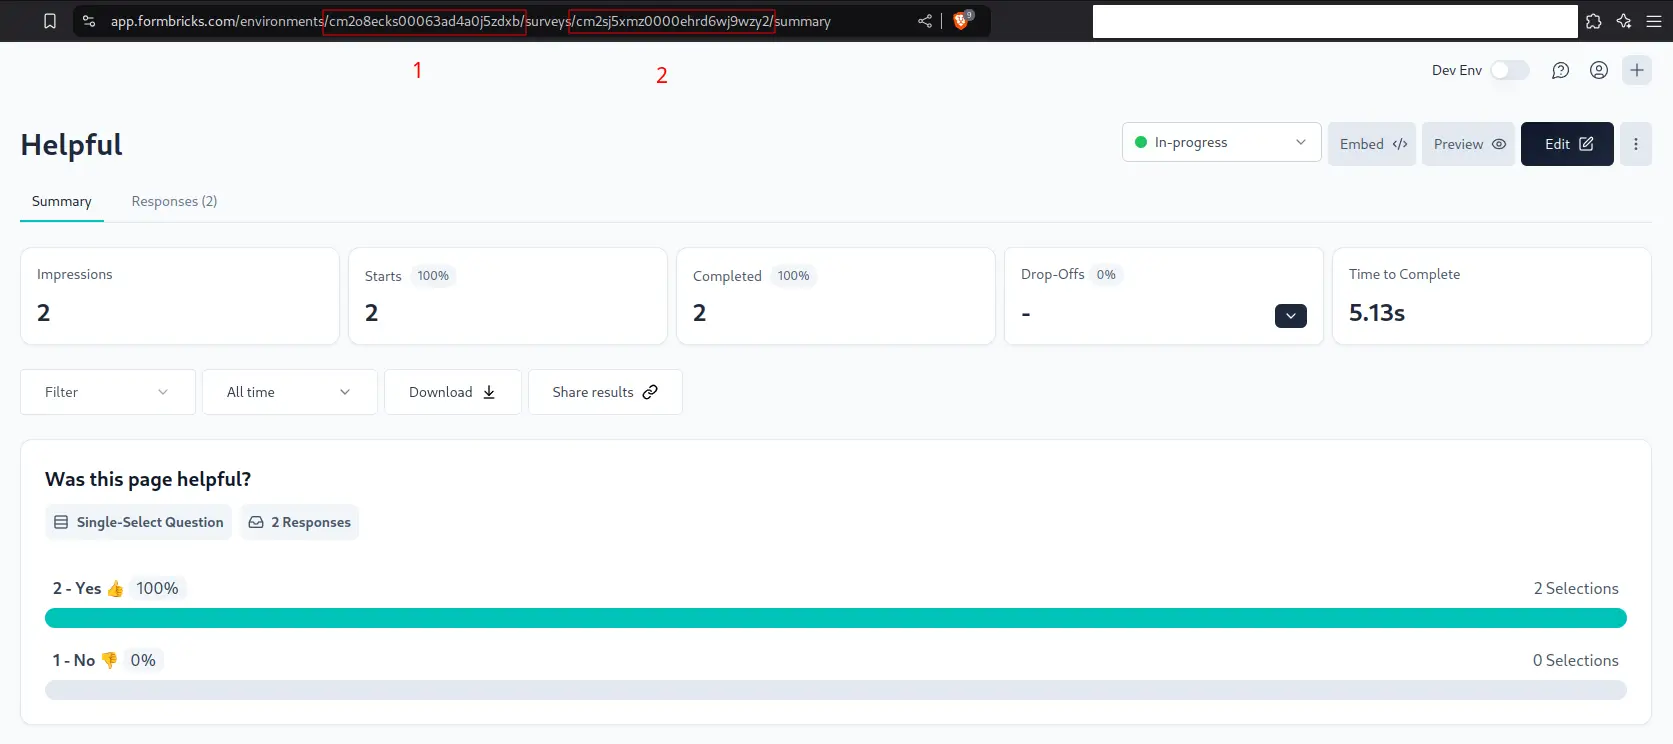 app.formbricks.com/environments/cm2o8ecks00063ad4a0j5zdxb/surveys/cm2sj5xmz0000ehrd6wj9wzy2/summary
9
1
2
Dev Env
Helpful
In-progress
Embed
Preview
Edit
Summary
Responses (2)
Impressions
2
Starts 100%
2
Completed 100%
2
Drop-Offs 0%
-
Time to Complete
5.13s
Filter
All time
Download
Share results
Was this page helpful?
Single-Select Question
2 Responses
2 - Yes 👍 100%
2 Selections
1 - No 👎 0%
0 Selections